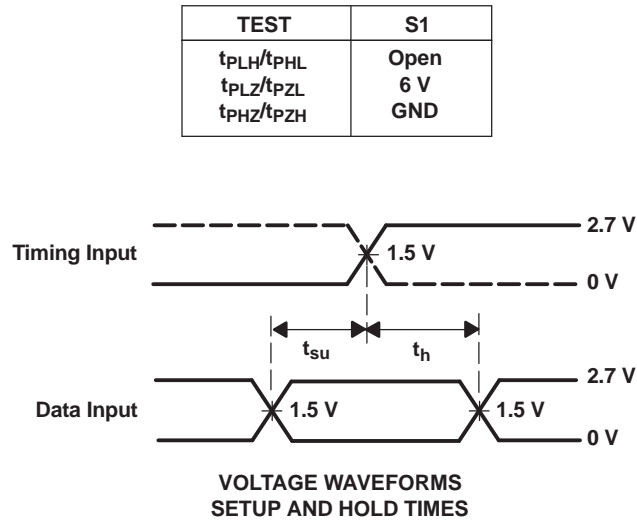 TEST S1
tPLH/tPHL Open
tPLZ/tPZL 6 V
tPHZ/tPZH GND
2.7 V
Timing Input 1.5 V
0 V
tsu th
2.7 V
Data Input 1.5 V 1.5 V
0 V
VOLTAGE WAVEFORMS
SETUP AND HOLD TIMES